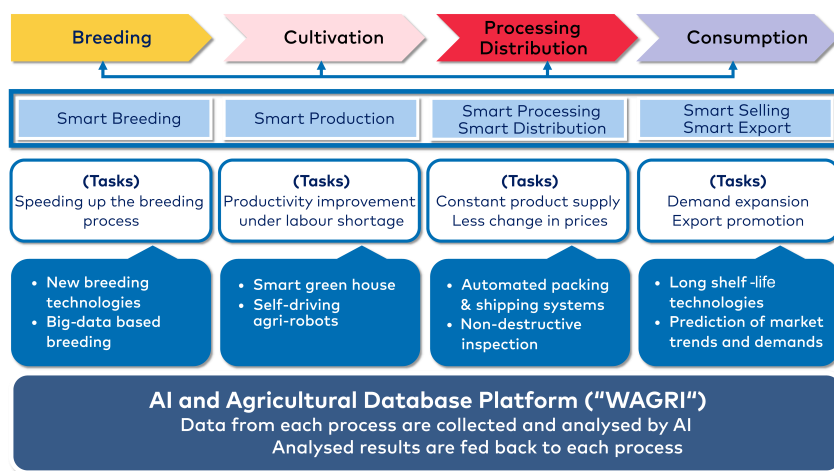 Breeding
Cultivation
Processing
Distribution
Consumption
Smart Breeding
Smart Production
Smart Processing
Smart Distribution
Smart Selling
Smart Export
(Tasks)
Speeding up the breeding
process
(Tasks)
Productivity improvement
under labour shortage
(Tasks)
Constant product supply
Less change in prices
(Tasks)
Demand expansion
Export promotion
• New breeding
technologies
• Big-data based
breeding
• Smart green house
• Self-driving
agri-robots
• Automated packing
& shipping systems
• Non-destructive
inspection
• Long shelf-life
technologies
• Prediction of market
trends and demands
AI and Agricultural Database Platform (“WAGRI“)
Data from each process are collected and analysed by AI
Analysed results are fed back to each process